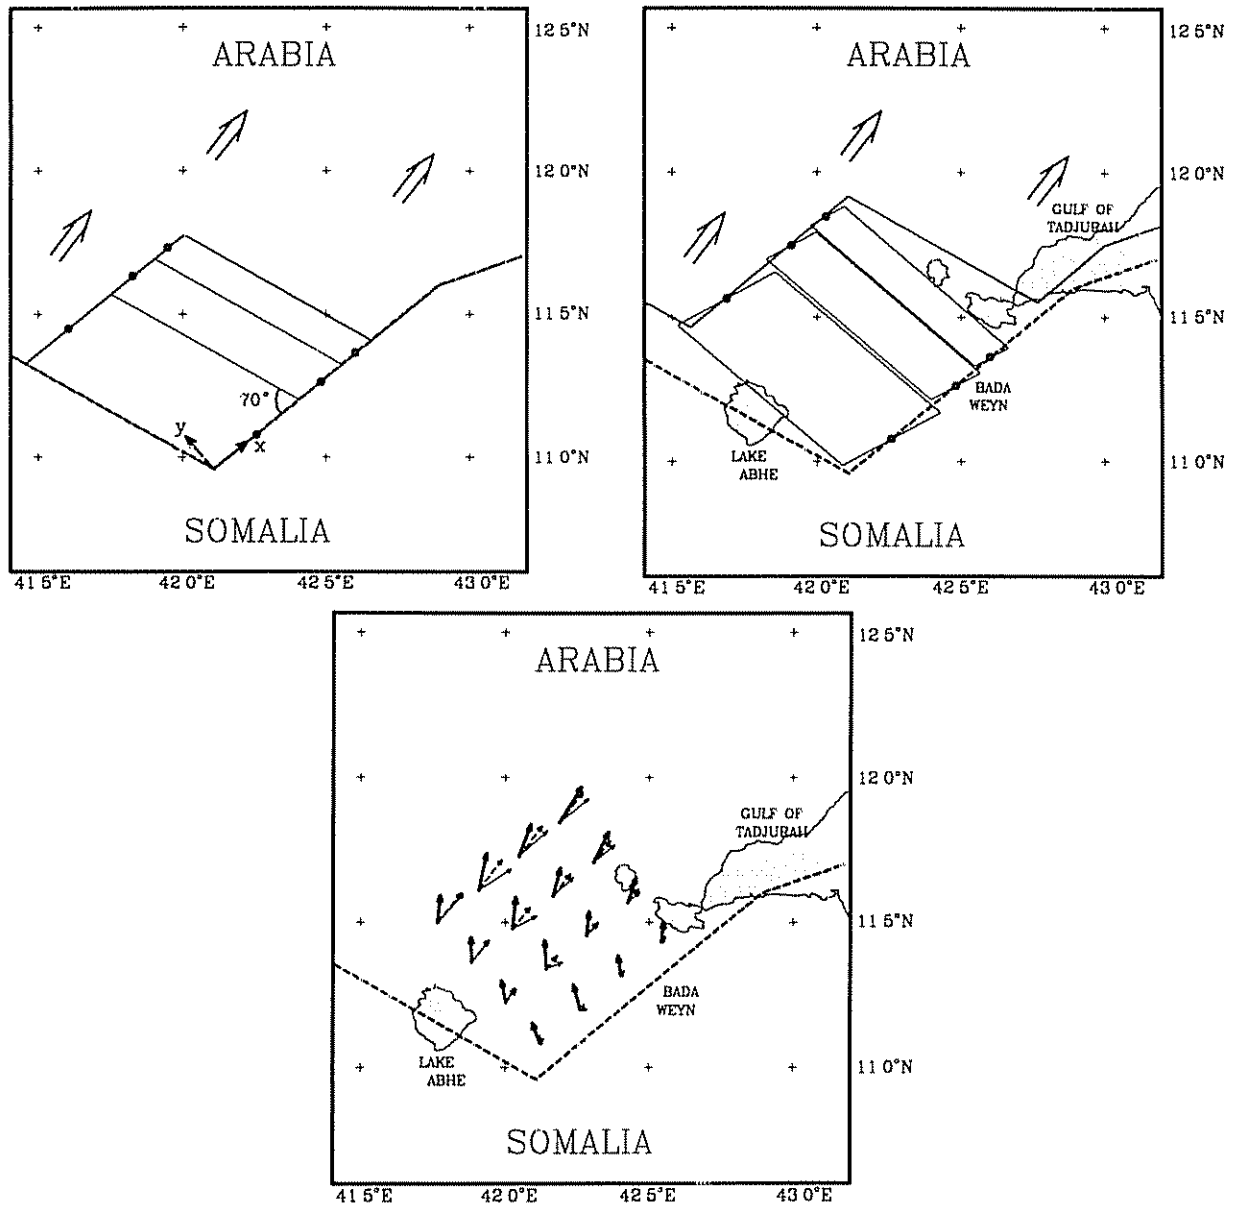 12 5°N
ARABIA
12 0°N
11 5°N
70°
y
x
11 0°N
SOMALIA
41 5°E
42 0°E
42 5°E
43 0°E
12 5°N
ARABIA
12 0°N
GULF OF
TADJURAH
11 5°N
BADA
WEYN
LAKE
ABHE
11 0°N
SOMALIA
41 5°E
42 0°E
42 5°E
43 0°E
12 5°N
ARABIA
12 0°N
GULF OF
TADJURAH
11 5°N
BADA
WEYN
LAKE
ABHE
11 0°N
SOMALIA
41 5°E
42 0°E
42 5°E
43 0°E